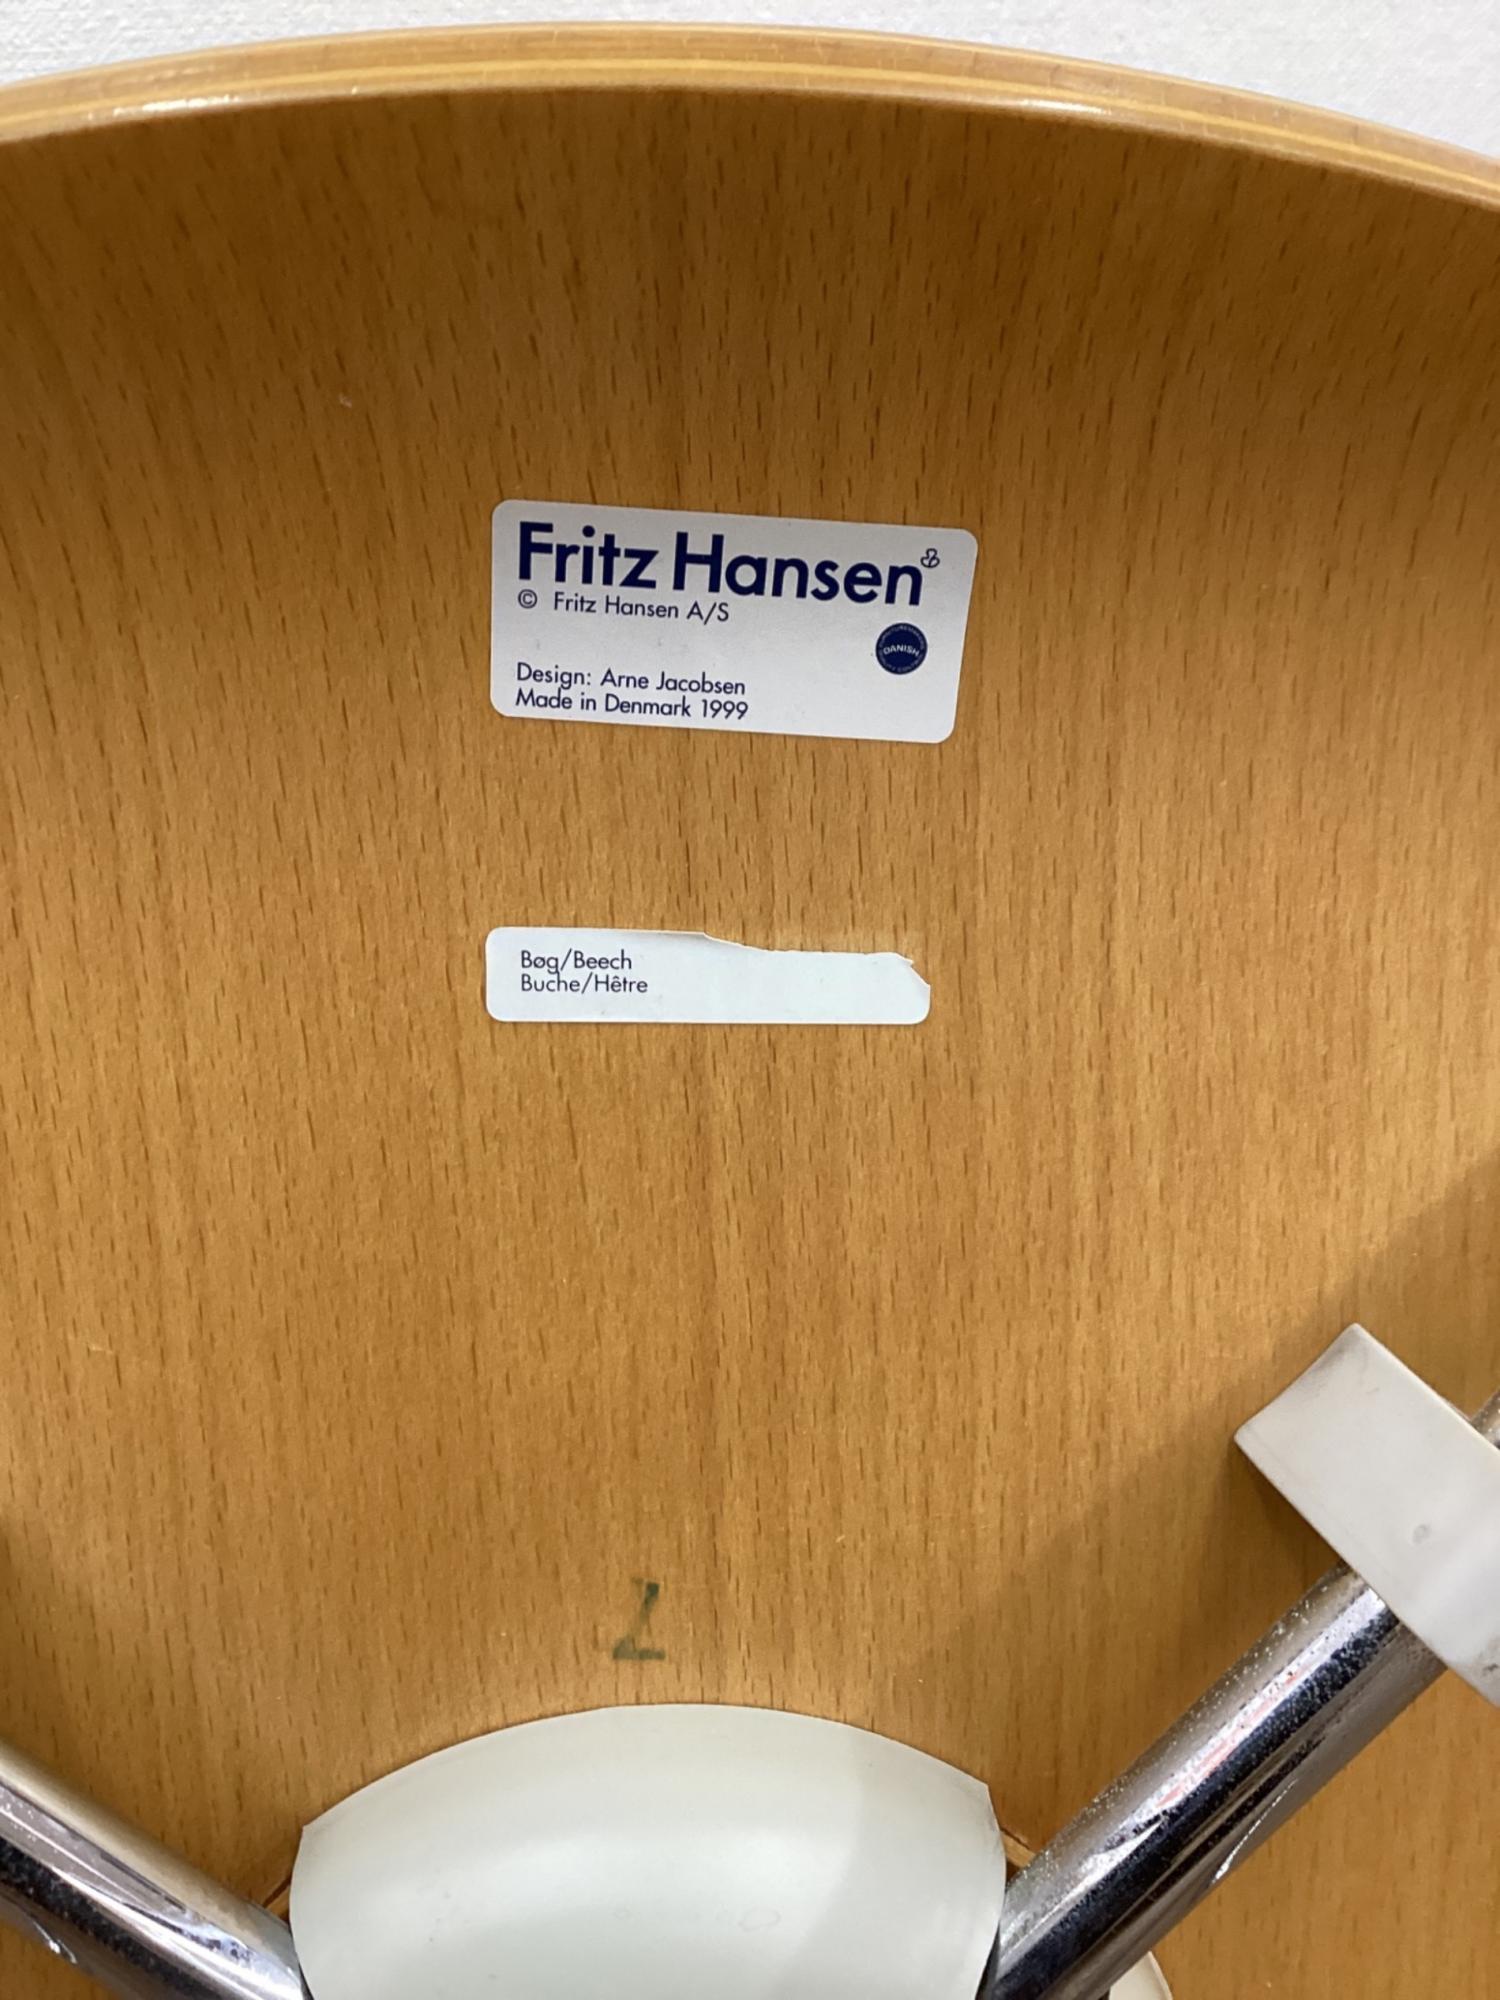 Fritz Hansen
© Fritz Hansen A/S
DANISH
Design: Arne Jacobsen
Made in Denmark 1999
Bøg/Beech
Buche/Hêtre
Z